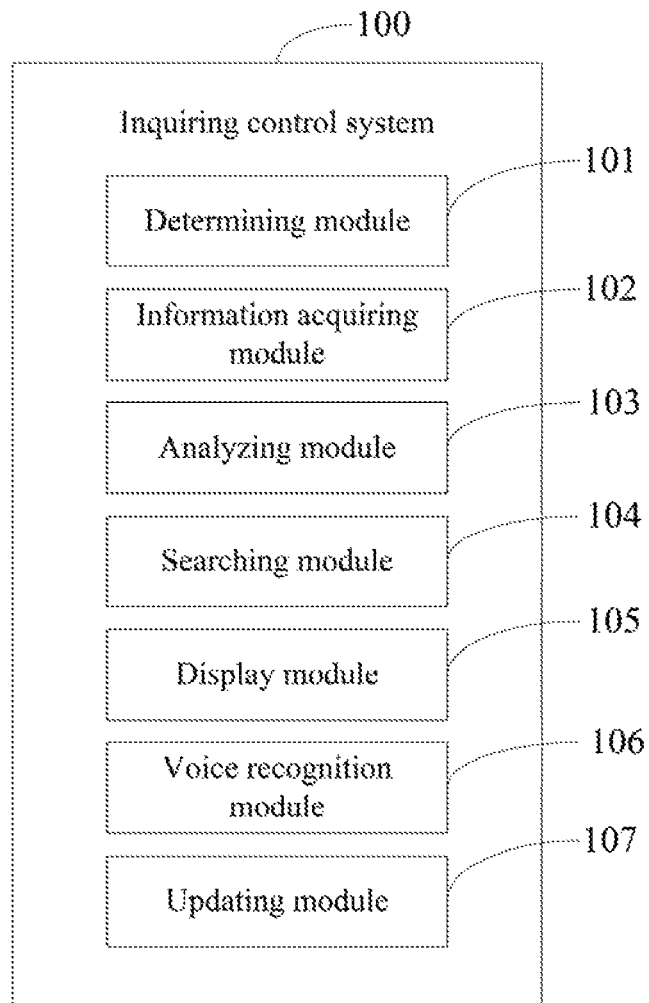 100
Inquiring control system
101
Determining module
102
Information acquiring
module
103
Analyzing module
104
Searching module
105
Display module
106
Voice recognition
module
107
Updating module